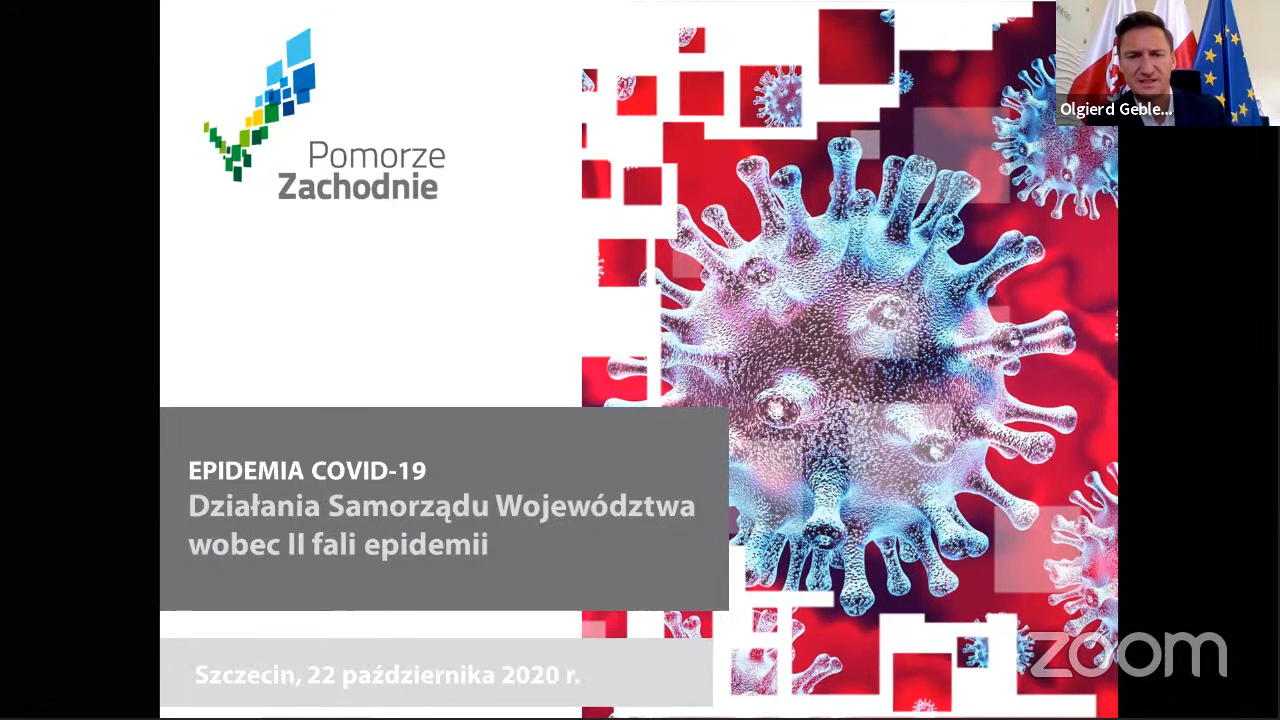 Pomorze
Zachodnie
Olgierd Geble...
EPIDEMIA COVID-19
Działania Samorządu Województwa
wobec II fali epidemii
Szczecin, 22 października 2020 r.
zoom